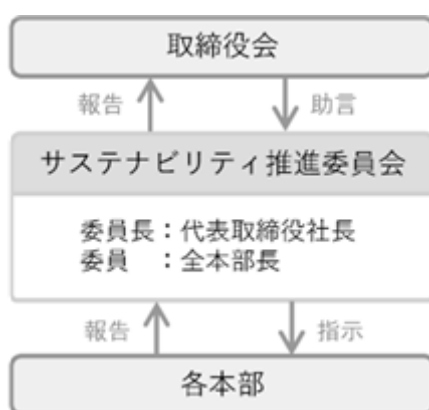 取締役会
報告
助言
サステナビリティ推進委員会
委員長：代表取締役社長
委員　：全本部長
報告
指示
各本部